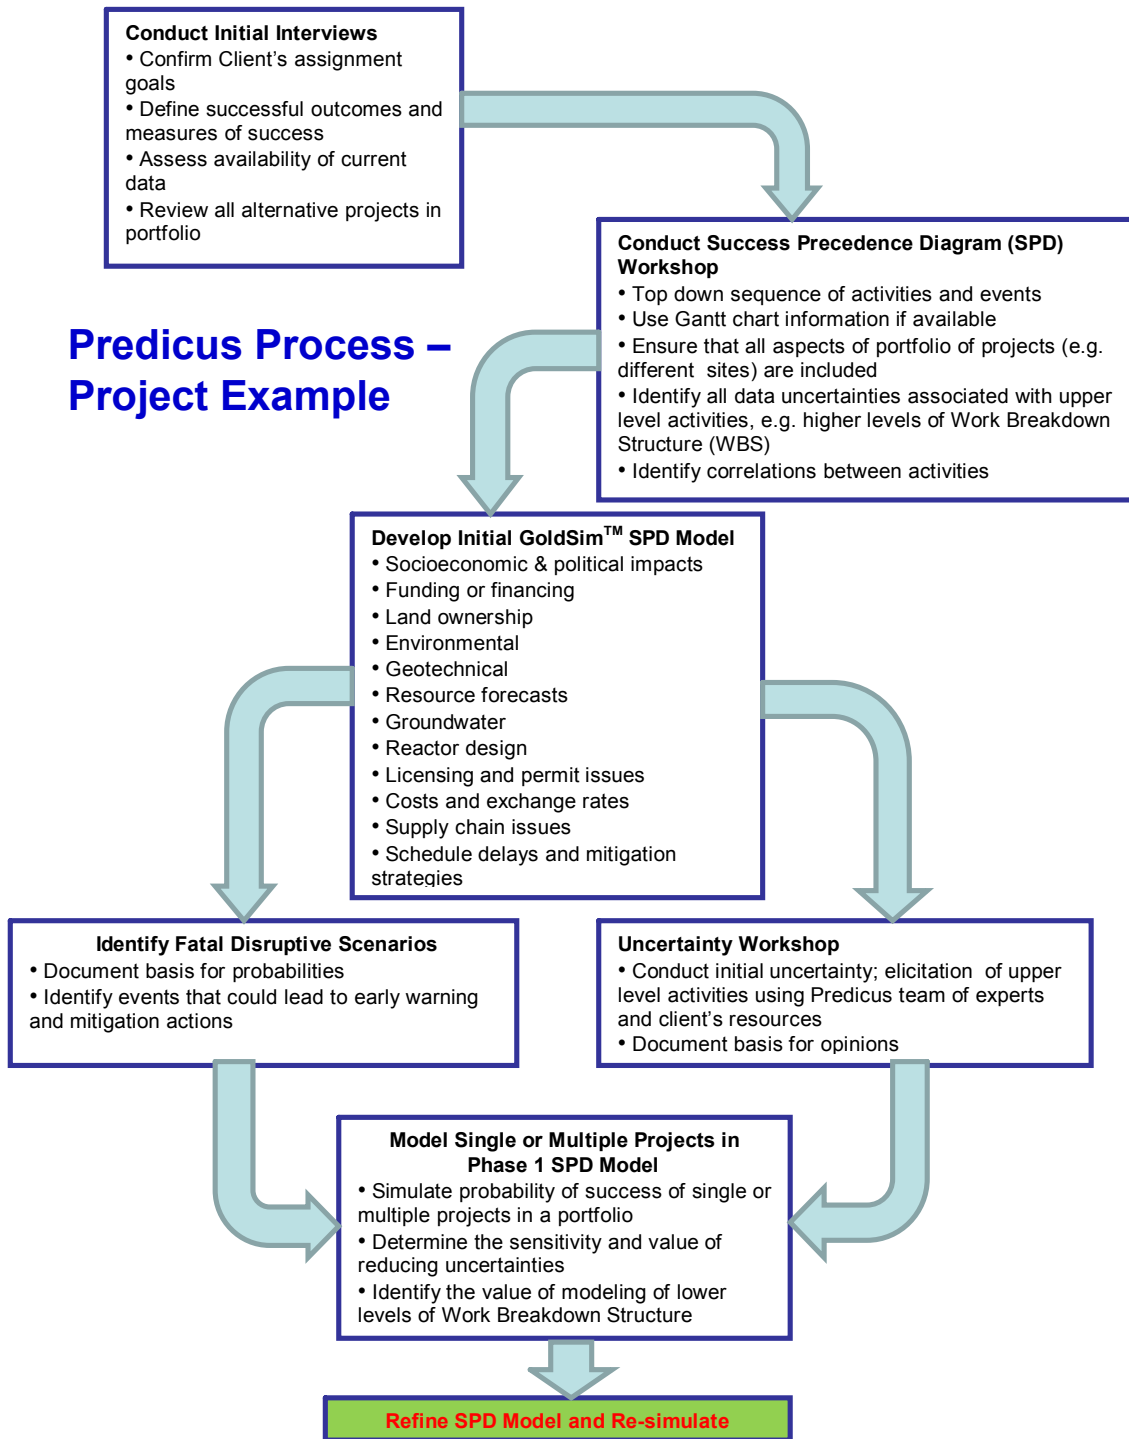 Conduct Initial Interviews
• Confirm Client's assignment
goals
• Define successful outcomes and
measures of success
• Assess availability of current
data
• Review all alternative projects in
portfolio
Conduct Success Precedence Diagram (SPD)
Workshop
• Top down sequence of activities and events
• Use Gantt chart information if available
• Ensure that all aspects of portfolio of projects (e.g.
different sites) are included
• Identify all data uncertainties associated with upper
level activities, e.g. higher levels of Work Breakdown
Structure (WBS)
• Identify correlations between activities
Predicus Process –
Project Example
Develop Initial GoldSim™ SPD Model
• Socioeconomic & political impacts
• Funding or financing
• Land ownership
• Environmental
• Geotechnical
• Resource forecasts
• Groundwater
• Reactor design
• Licensing and permit issues
• Costs and exchange rates
• Supply chain issues
• Schedule delays and mitigation
strategies
Identify Fatal Disruptive Scenarios
• Document basis for probabilities
• Identify events that could lead to early warning
and mitigation actions
Uncertainty Workshop
• Conduct initial uncertainty; elicitation of upper
level activities using Predicus team of experts
and client's resources
• Document basis for opinions
Model Single or Multiple Projects in
Phase 1 SPD Model
• Simulate probability of success of single or
multiple projects in a portfolio
• Determine the sensitivity and value of
reducing uncertainties
• Identify the value of modeling of lower
levels of Work Breakdown Structure
Refine SPD Model and Re-simulate